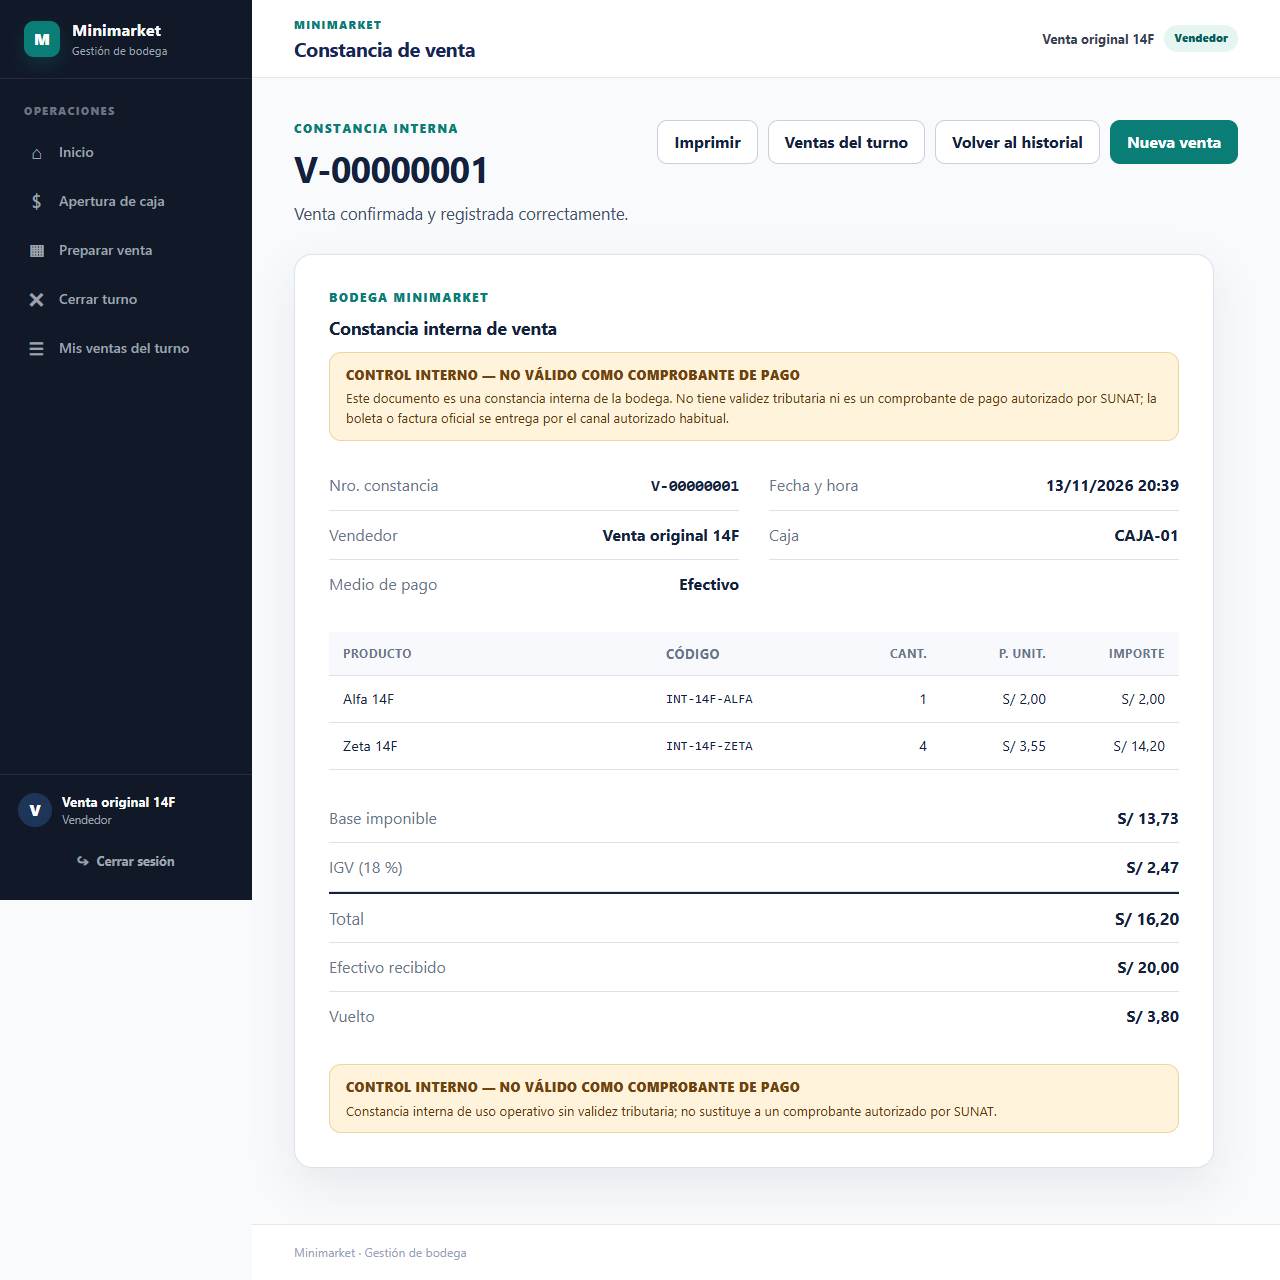 M
Minimarket
Gestión de bodega
OPERACIONES
Inicio
$ Apertura de caja
Preparar venta
Cerrar turno
Mis ventas del turno
V
Venta original 14F
Vendedor
Cerrar sesión
MINIMARKET
Constancia de venta
Venta original 14F Vendedor
CONSTANCIA INTERNA
V-00000001
Venta confirmada y registrada correctamente.
Imprimir Ventas del turno Volver al historial Nueva venta
BODEGA MINIMARKET
Constancia interna de venta
CONTROL INTERNO — NO VÁLIDO COMO COMPROBANTE DE PAGO
Este documento es una constancia interna de la bodega. No tiene validez tributaria ni es un comprobante de pago autorizado por SUNAT; la
boleta o factura oficial se entrega por el canal autorizado habitual.
Nro. constancia V-00000001 Fecha y hora 13/11/2026 20:39
Vendedor Venta original 14F Caja CAJA-01
Medio de pago Efectivo
PRODUCTO CÓDIGO CANT. P. UNIT. IMPORTE
Alfa 14F INT-14F-ALFA 1 S/ 2,00 S/ 2,00
Zeta 14F INT-14F-ZETA 4 S/ 3,55 S/ 14,20
Base imponible S/ 13,73
IGV (18 %) S/ 2,47
Total S/ 16,20
Efectivo recibido S/ 20,00
Vuelto S/ 3,80
CONTROL INTERNO — NO VÁLIDO COMO COMPROBANTE DE PAGO
Constancia interna de uso operativo sin validez tributaria; no sustituye a un comprobante autorizado por SUNAT.
Minimarket · Gestión de bodega